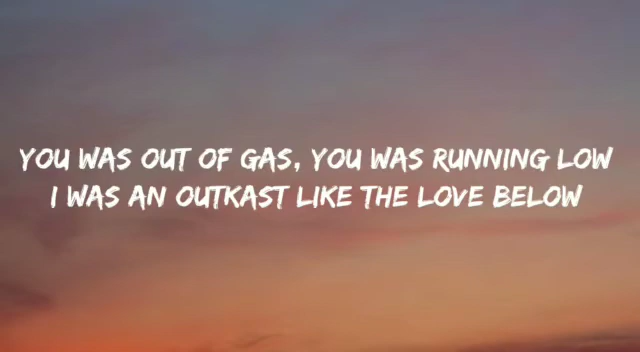 YOU WAS OUT OF GAS, YOU WAS RUNNING LOW
I WAS AN OUTKAST LIKE THE LOVE BELOW